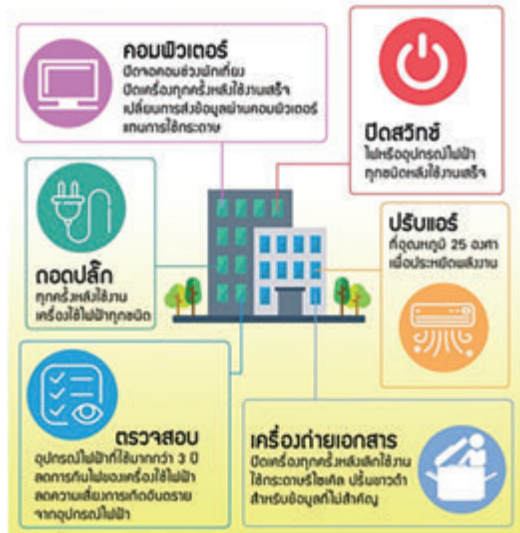 คอมพิวเตอร์
ปิดจอคอมช่วงพักเที่ยง
ปิดเครื่องทุกครั้งหลังใช้งานเสร็จ
เปลี่ยนการส่งข้อมูลผ่านคอมพิวเตอร์
แทนการใช้กระดาษ
ปิดสวิทช์
ไฟหรืออุปกรณ์ไฟฟ้า
ทุกชนิดหลังใช้งานเสร็จ
ถอดปลั๊ก
ทุกครั้งหลังใช้งาน
เครื่องใช้ไฟฟ้าทุกชนิด
ปรับแอร์
ที่อุณหภูมิ 25 องศา
เพื่อประหยัดพลังงาน
ตรวจสอบ
อุปกรณ์ไฟฟ้าที่ใช้มากกว่า 3 ปี
ลดการกินไฟของเครื่องใช้ไฟฟ้า
ลดความเสี่ยงการเกิดอันตราย
จากอุปกรณ์ไฟฟ้า
เครื่องถ่ายเอกสาร
ปิดเครื่องทุกครั้งหลังเลิกใช้งาน
ใช้กระดาษรีไซเคิล ปริ้นขาวดำ
สำหรับข้อมูลที่ไม่สำคัญ